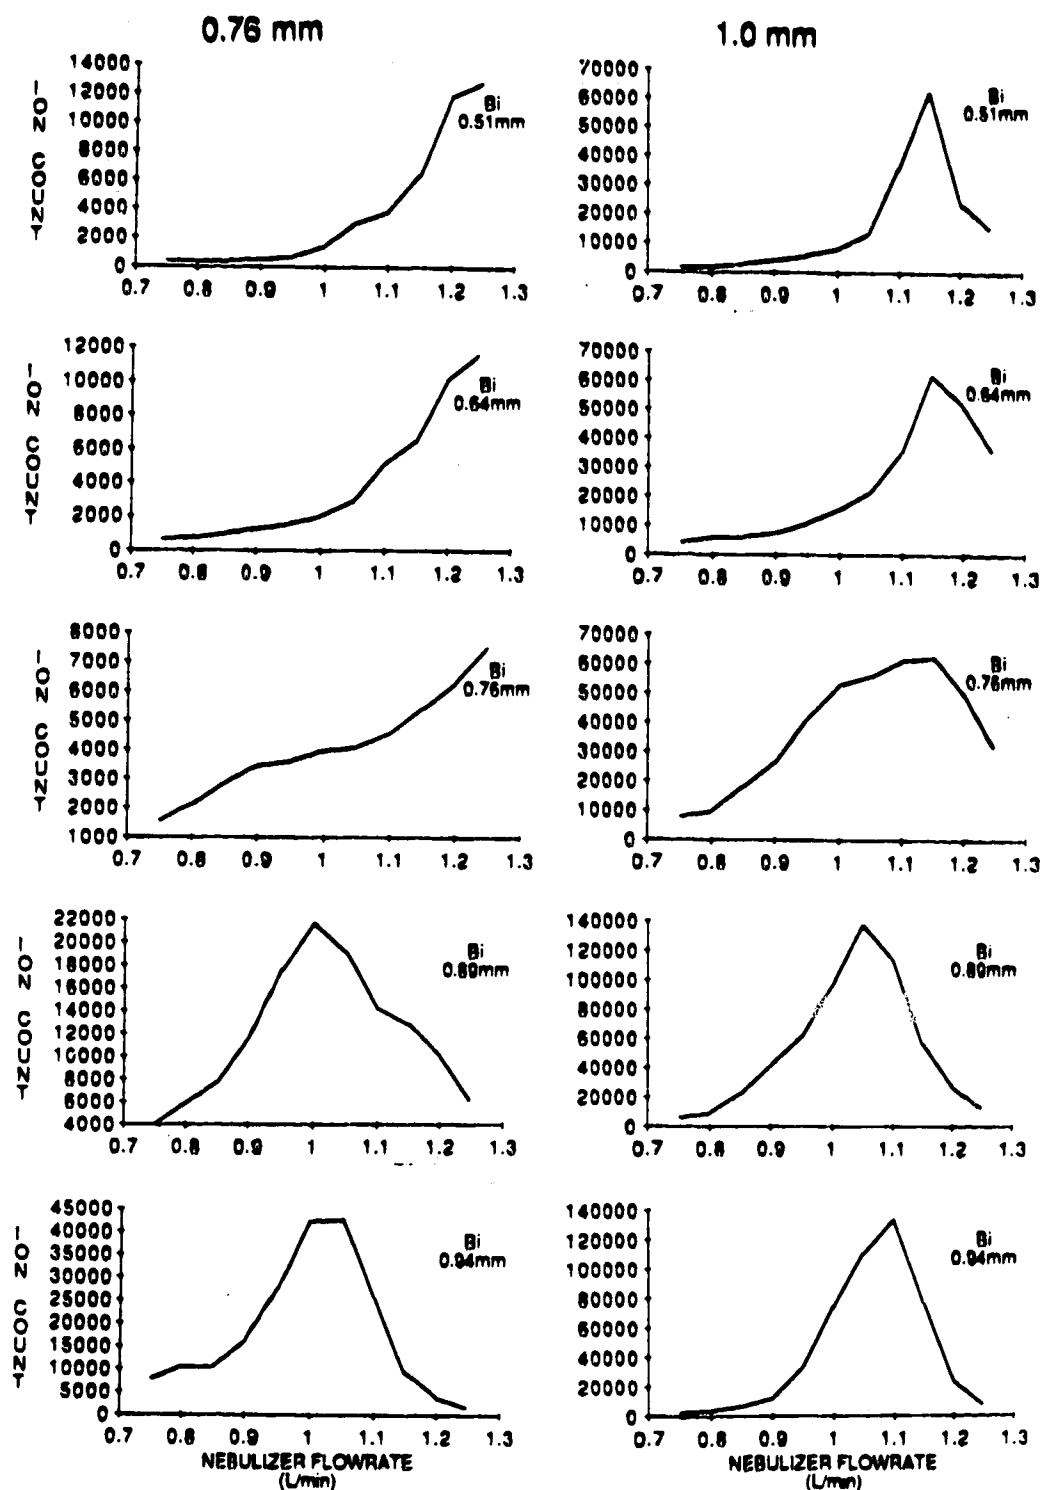 0.76 mm
1.0 mm
14000
12000
10000
8000
6000
4000
2000
0
ION COUNT
Bi
0.51mm
0.7 0.8 0.9 1 1.1 1.2 1.3
70000
60000
50000
40000
30000
20000
10000
0
Bi
0.51mm
0.7 0.8 0.9 1 1.1 1.2 1.3
12000
10000
8000
6000
4000
2000
0
ION COUNT
Bi
0.64mm
0.7 0.8 0.9 1 1.1 1.2 1.3
70000
60000
50000
40000
30000
20000
10000
0
Bi
0.64mm
0.7 0.8 0.9 1 1.1 1.2 1.3
8000
7000
6000
5000
4000
3000
2000
1000
ION COUNT
Bi
0.76mm
0.7 0.8 0.9 1 1.1 1.2 1.3
70000
60000
50000
40000
30000
20000
10000
0
Bi
0.76mm
0.7 0.8 0.9 1 1.1 1.2 1.3
22000
20000
18000
16000
14000
12000
10000
8000
6000
4000
ION COUNT
Bi
0.89mm
0.7 0.8 0.9 1 1.1 1.2 1.3
140000
120000
100000
80000
60000
40000
20000
0
Bi
0.89mm
0.7 0.8 0.9 1 1.1 1.2 1.3
45000
40000
35000
30000
25000
20000
15000
10000
5000
0
ION COUNT
Bi
0.94mm
0.7 0.8 0.9 1 1.1 1.2 1.3
NEBULIZER FLOWRATE
(L/min)
140000
120000
100000
80000
60000
40000
20000
0
Bi
0.94mm
0.7 0.8 0.9 1 1.1 1.2 1.3
NEBULIZER FLOWRATE
(L/min)